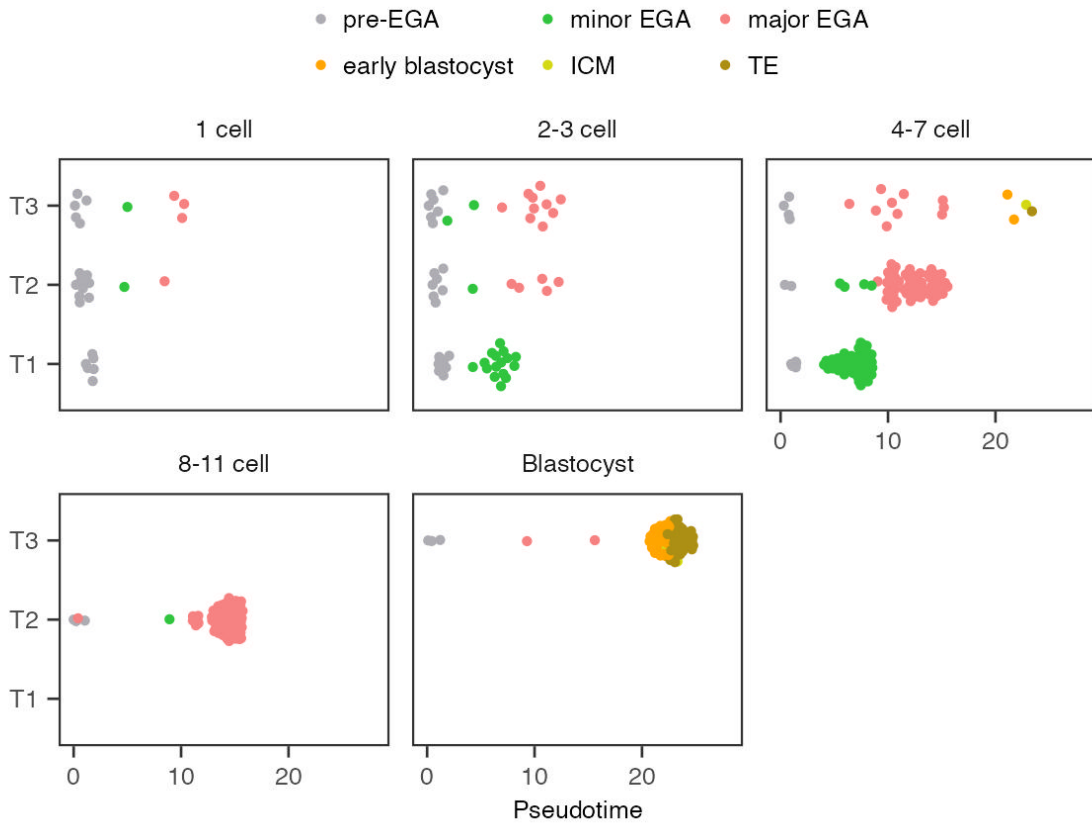 pre-EGA minor EGA major EGA
early blastocyst ICM TE
1 cell 2-3 cell 4-7 cell
T3
T2
T1
0 10 20
8-11 cell Blastocyst
T3
T2
T1
0 10 20 0 10 20
Pseudotime